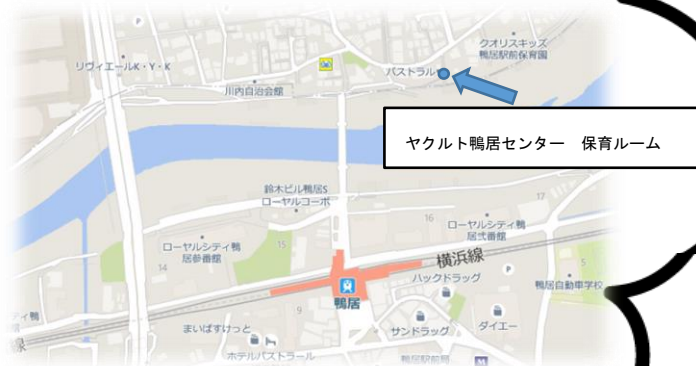 クオリスキッズ
鴨居駅前保育園
リヴィエールK・Y・K
パストラル
川内自治会館
ヤクルト鴨居センター　保育ルーム
鈴木ビル鴨居S
ローヤルコーポ
17
16
ローヤルシティ鴨
居弐番館
ローヤルシティ鴨
居参番館
15
14
横浜線
P
5
ハックドラッグ
鴨居自動車学校
鴨居
9
まいばすけっと
サンドラッグ
ダイエー
ホテルパストラール
鴨居駅前局